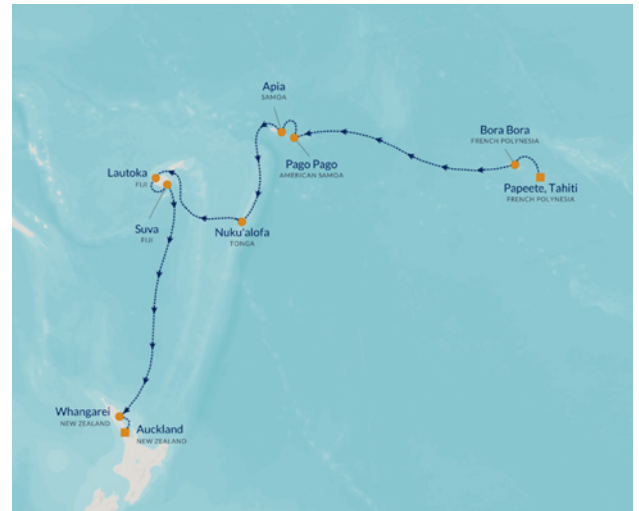 Apia
SAMOA
Bora Bora
FRENCH POLYNESIA
Pago Pago
AMERICAN SAMOA
Lautoka
FIJI
Papeete, Tahiti
FRENCH POLYNESIA
Suva
FIJI
Nuku'alofa
TONGA
Whangarei
NEW ZEALAND
Auckland
NEW ZEALAND